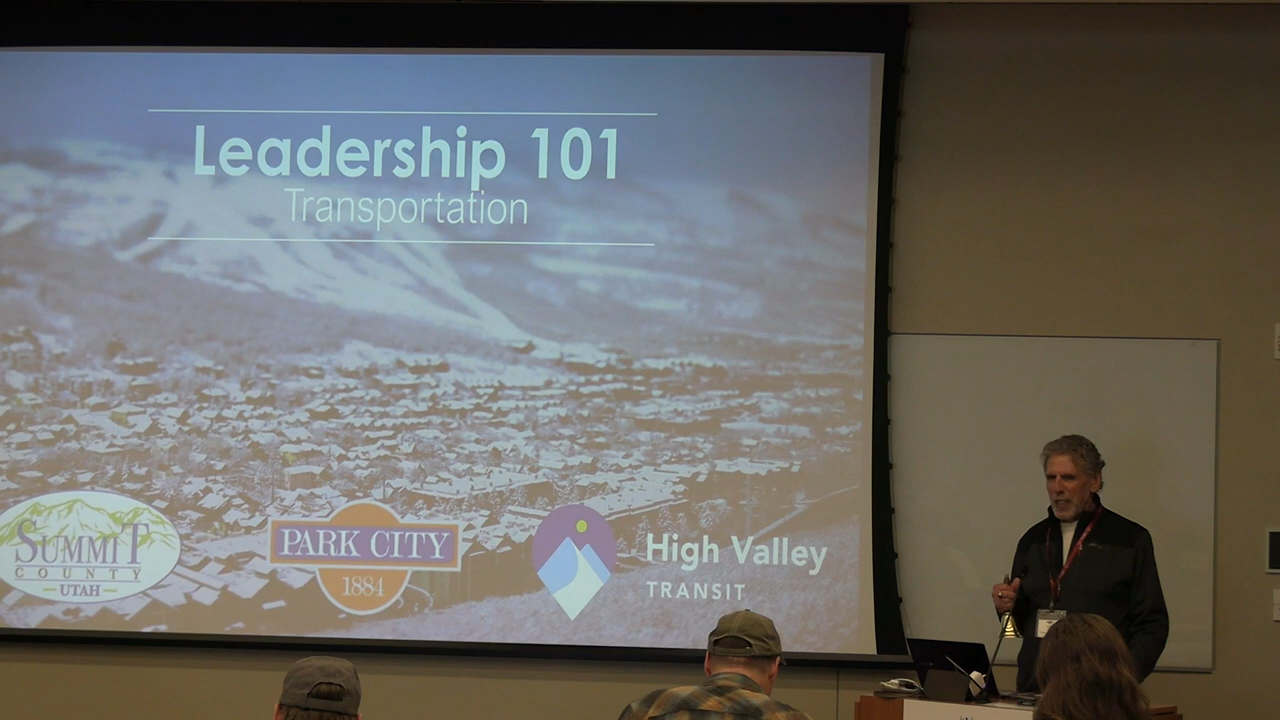 Leadership 101
Transportation
SUMMIT
COUNTY
UTAH
PARK CITY
1884
High Valley
TRANSIT